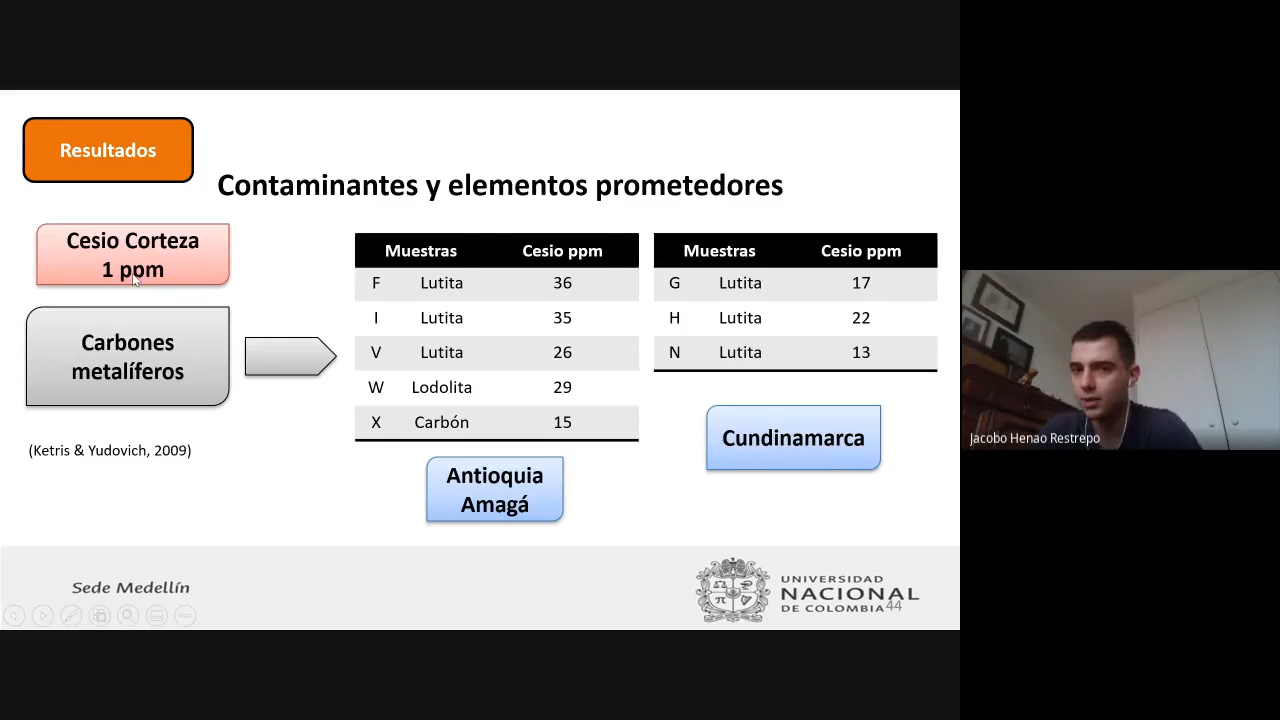 Resultados
Contaminantes y elementos prometedores
Cesio Corteza
1 ppm
Carbones
metalíferos
(Ketris & Yudovich, 2009)
Muestras Cesio ppm
F Lutita 36
I Lutita 35
V Lutita 26
W Lodolita 29
X Carbón 15
Antioquia
Amagá
Muestras Cesio ppm
G Lutita 17
H Lutita 22
N Lutita 13
Cundinamarca
Jacobo Henao Restrepo
Sede Medellín
UNIVERSIDAD
NACIONAL
DE COLOMBIA
44